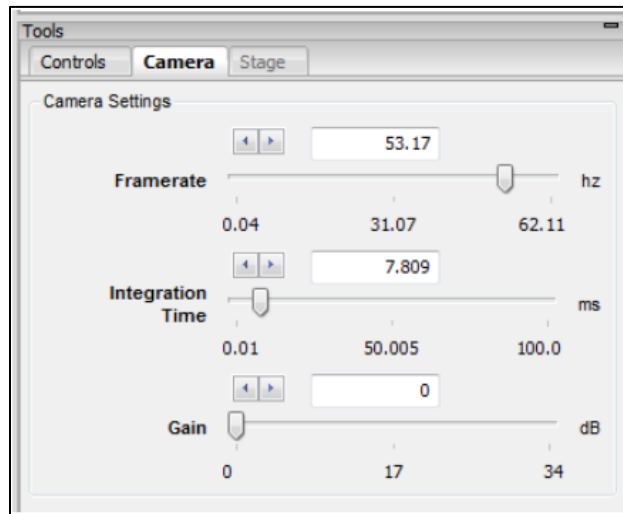 Tools
Controls Camera Stage
Camera Settings
53.17
Framerate hz
0.04 31.07 62.11
7.809
Integration
Time ms
0.01 50.005 100.0
0
Gain dB
0 17 34